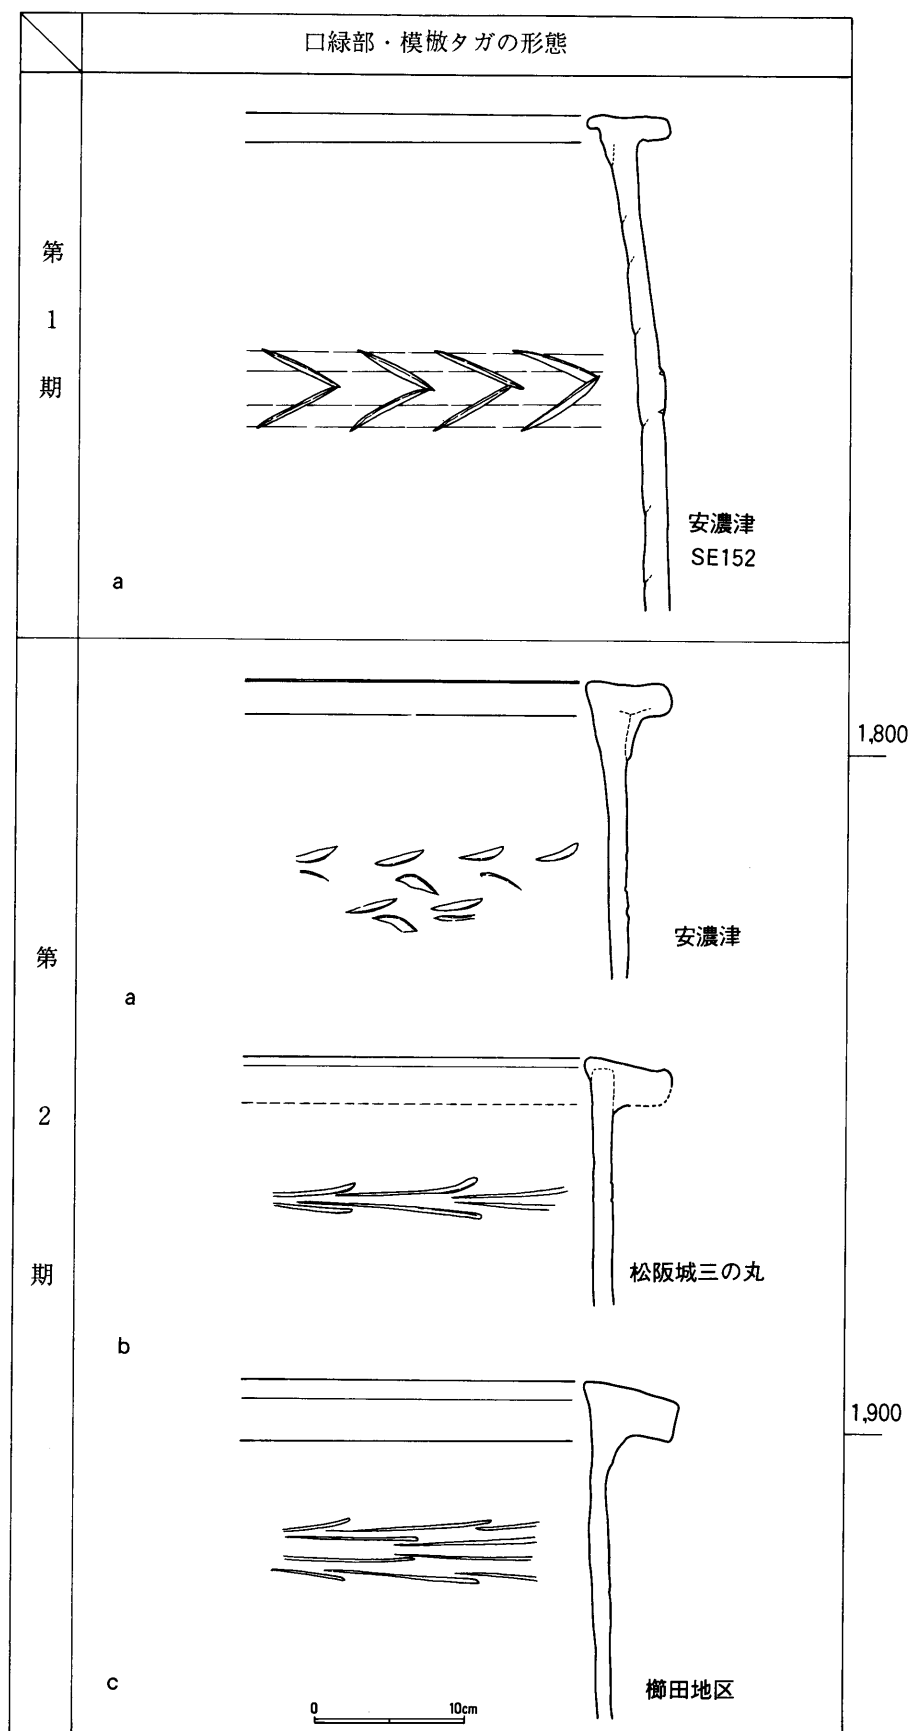 口緑部・模倣タガの形態
第
1
期
安濃津
SE152
a
1,800
安濃津
a
第
2
期
松阪城三の丸
b
1,900
櫛田地区
c
0 10cm